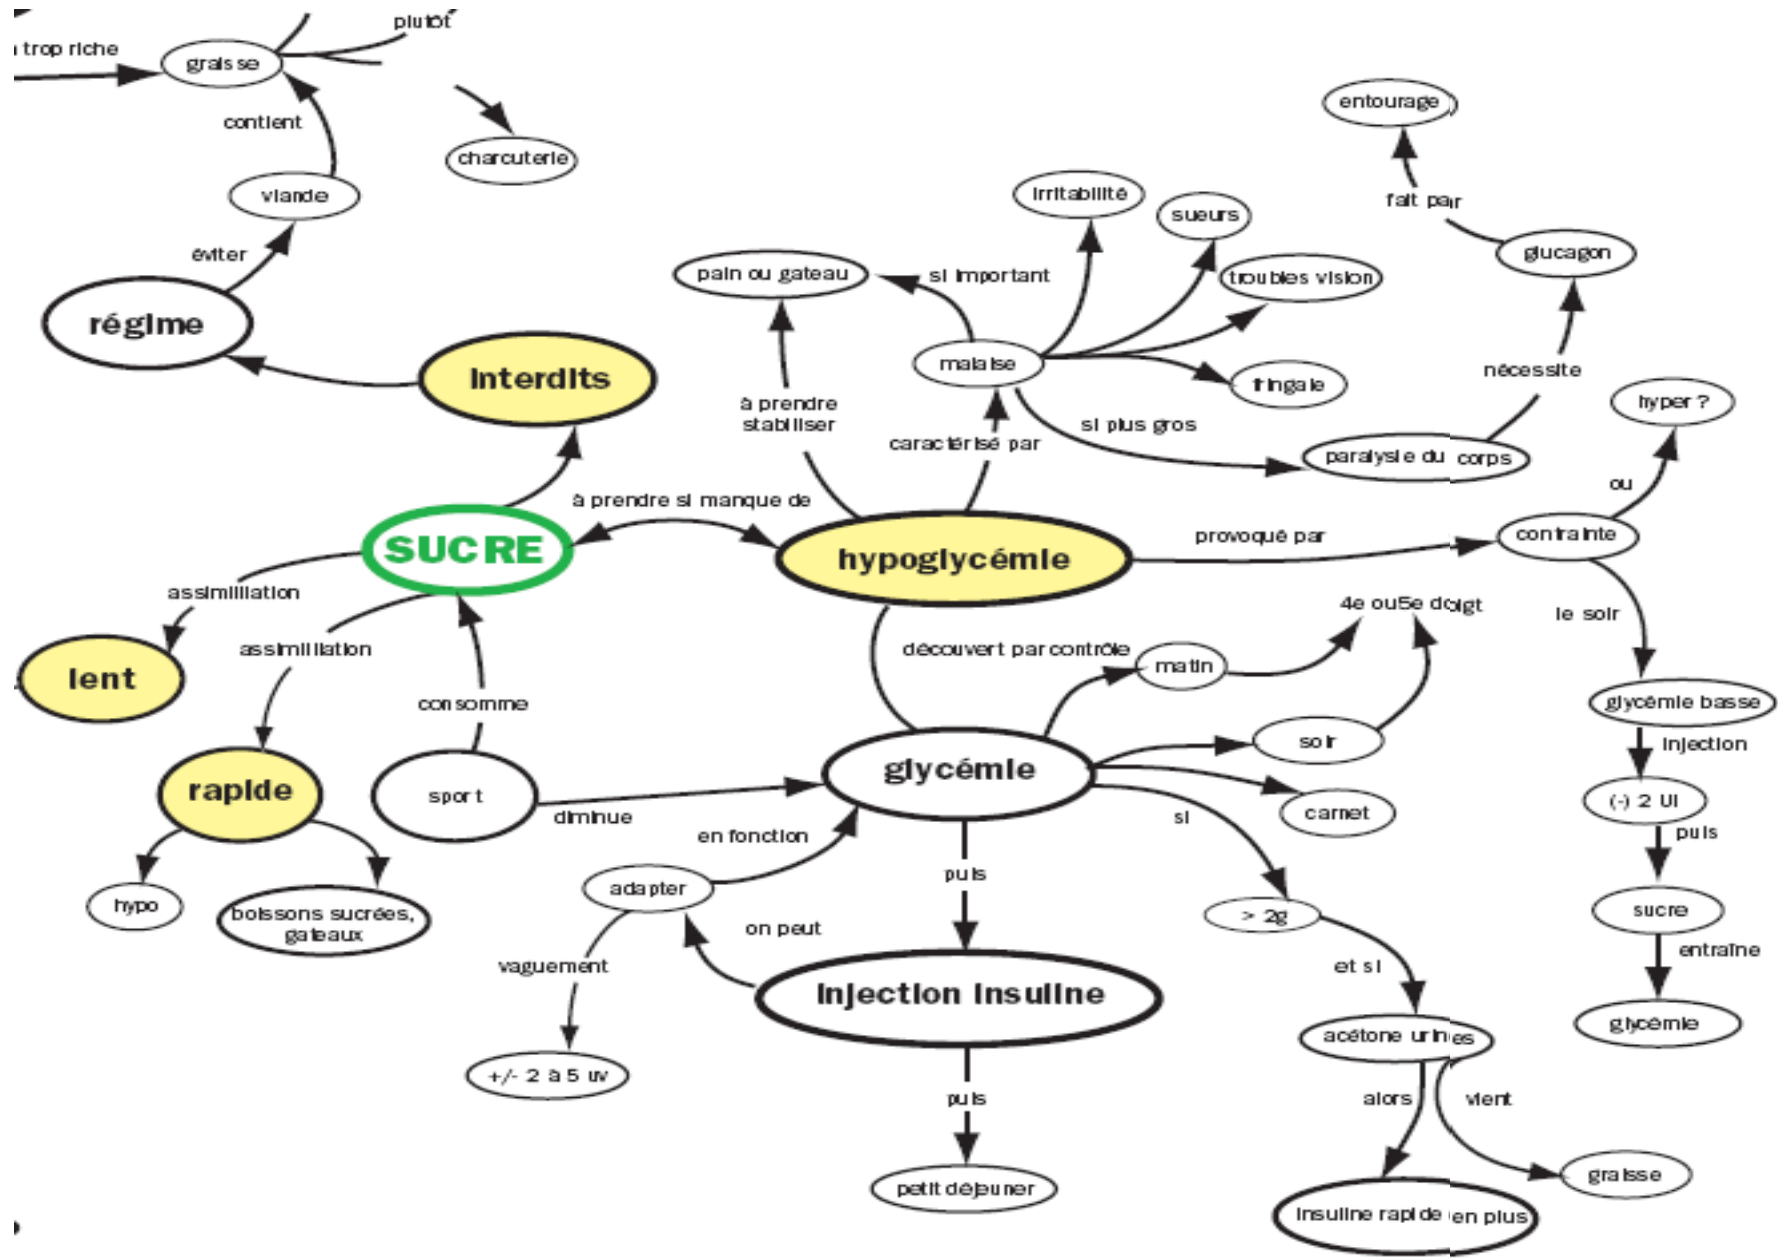 plutôt
trop riche
graisse
entourage
contient
charcuterie
viande
irritabilité
sueurs
fait par
éviter
glucagon
pain ou gateau
si important
troubles vision
régime
malaise
Interdits
fringale
nécessite
hyper ?
à prendre
stabiliser
si plus gros
caractérisé par
paralysie du corps
ou
à prendre si manque de
SUCRE
hypoglycémie
provoqué par
contrainte
assimilliation
4e ou5e doigt
le soir
assimilliation
découvert par contrôle
matin
lent
consomme
glycémie basse
soir
injection
glycémie
rapide
sport
(-) 2 UI
diminue
si
carnet
en fonction
puis
puis
adapter
hypo
boissons sucrées,
gateaux
> 2g
sucre
on peut
vaguement
et si
entraîne
Injection Insuline
glycémie
acétone urines
+/- 2 à 5 uv
puis
alors
vient
petit déjeuner
graisse
insuline rapide en plus